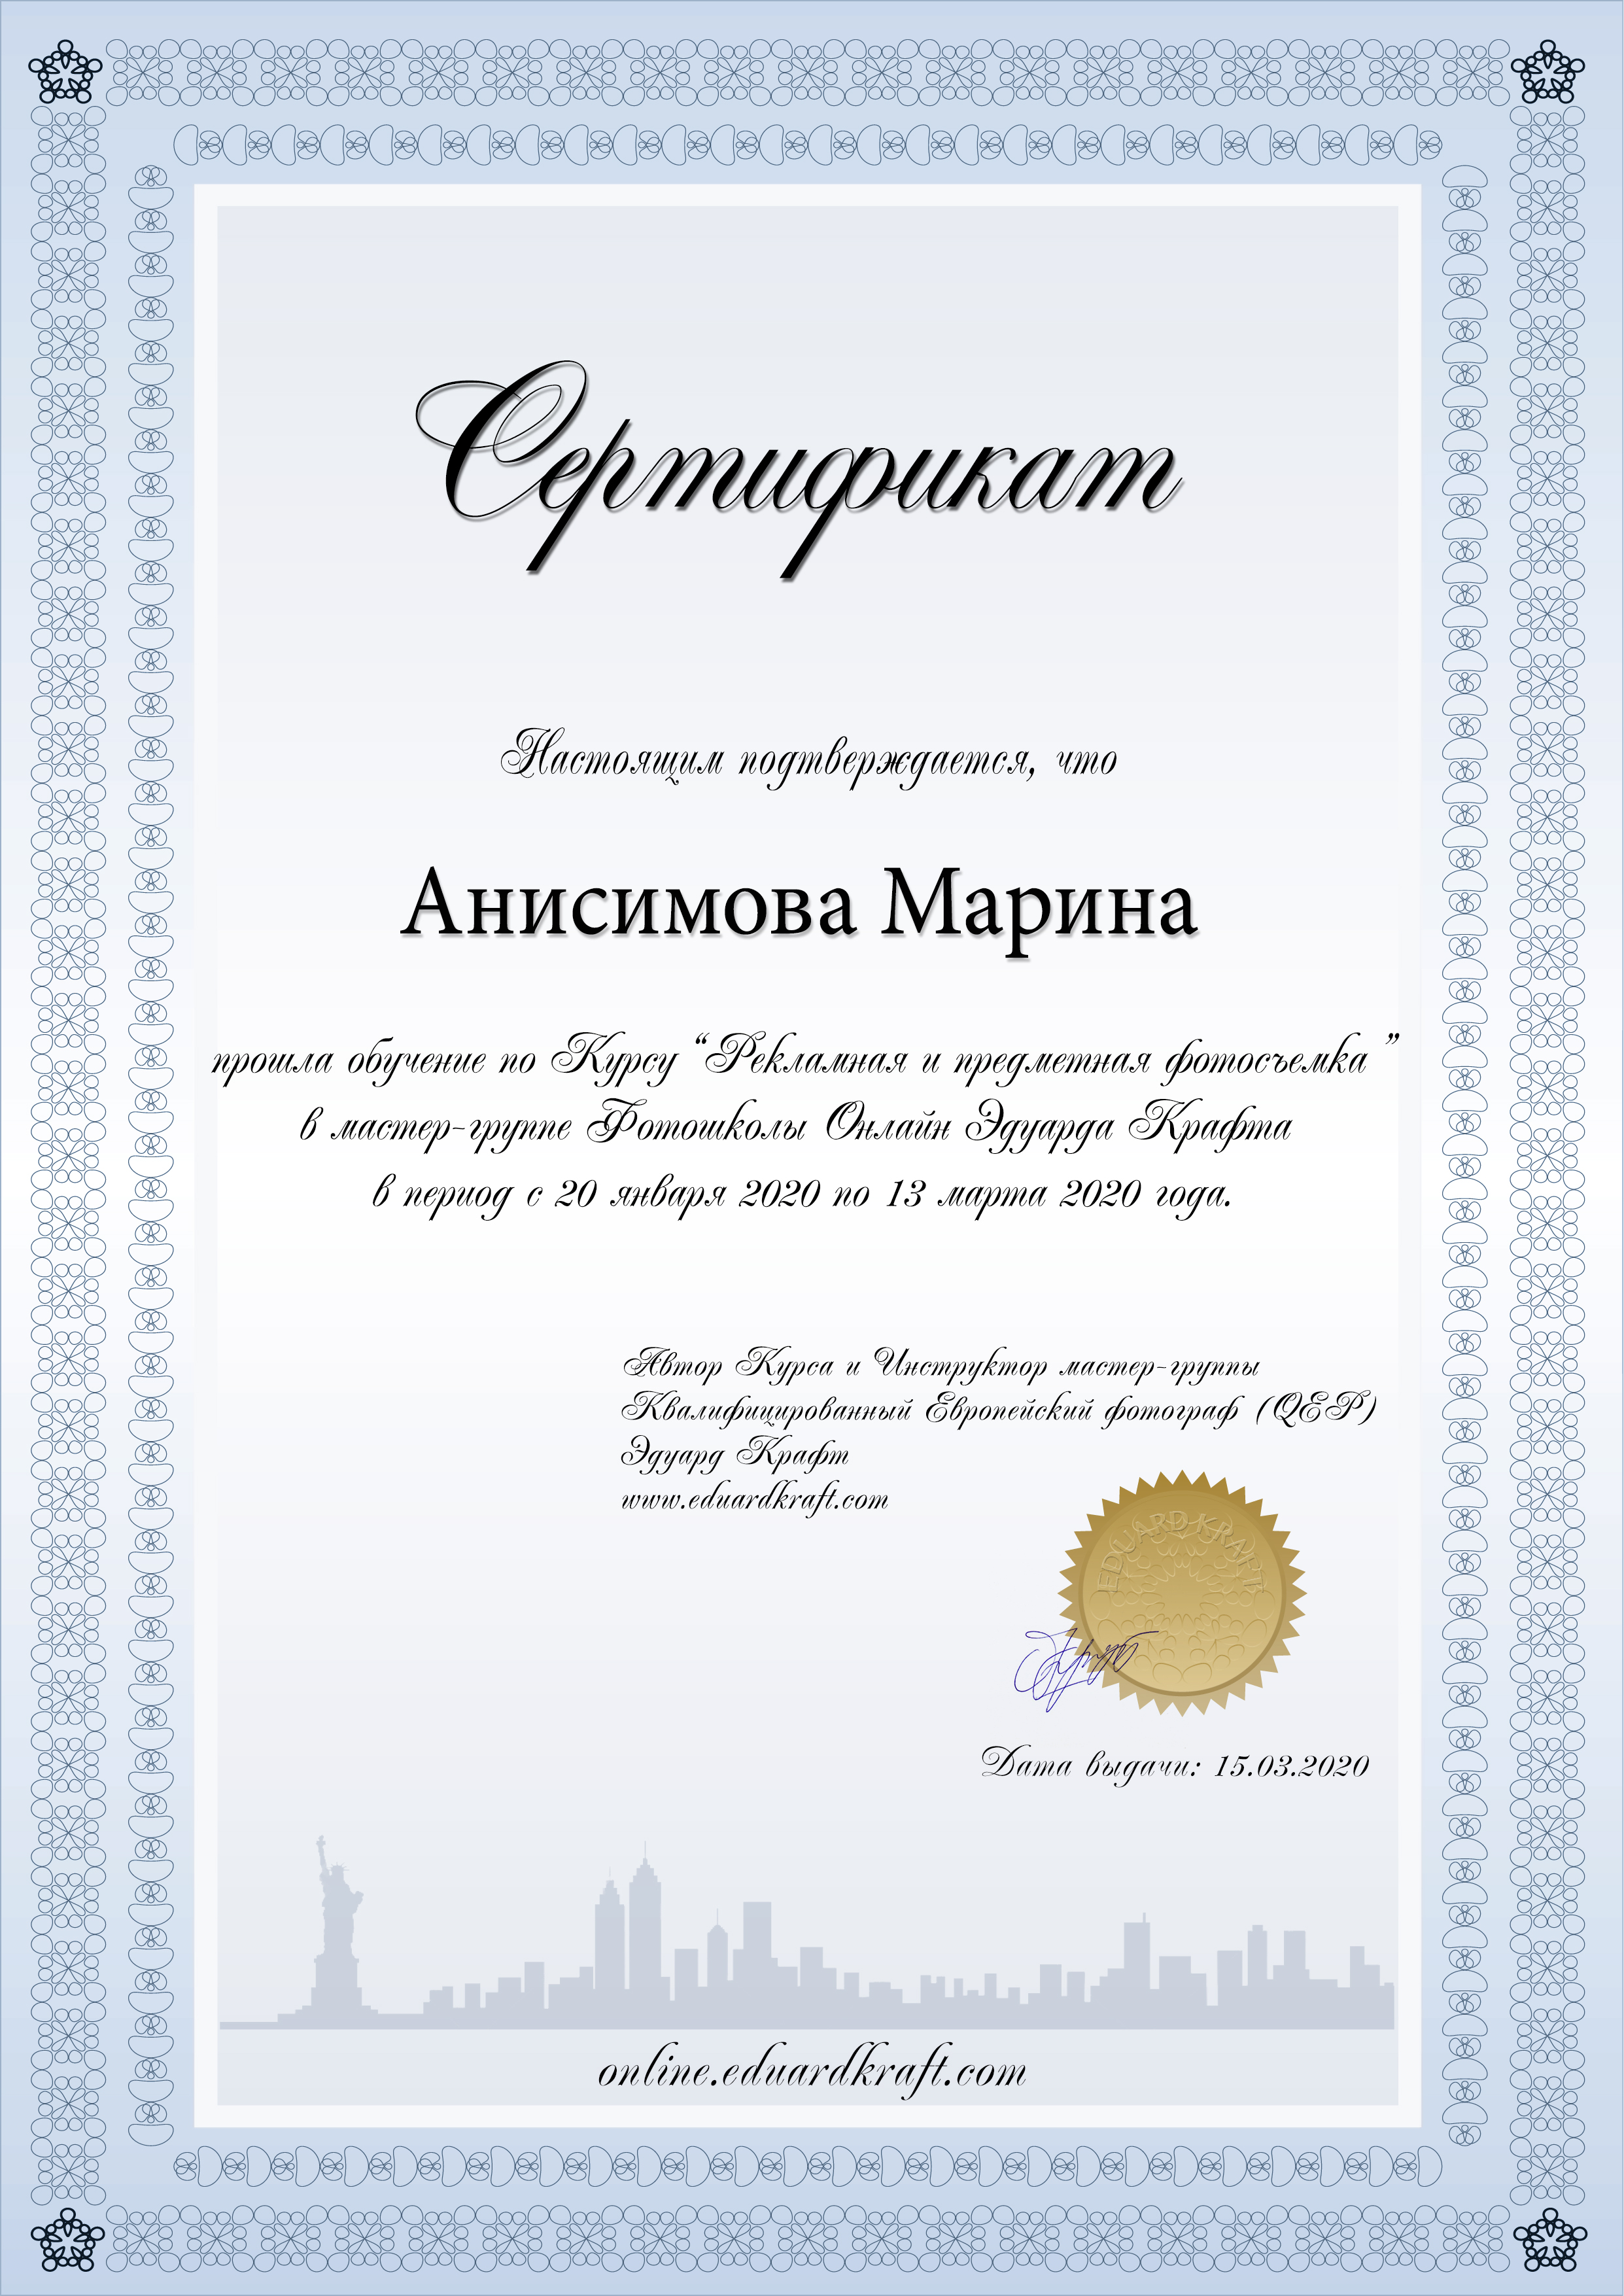 Сертификат
Настоящим подтверждается, что
Анисимова Марина
прошла обучение по Курсу “Рекламная и предметная фотосъемка ”
в мастер-группе Фотошколы Онлайн Эдуарда Крафта
в период с 20 января 2020 по 13 марта 2020 года.
Автор Курса и Инструктор мастер-группы
Квалифицированный Европейский фотограф (QEP)
Эдуард Крафт
www.eduardkraft.com
EDUARD KRAFT
Дата выдачи: 15.03.2020
online.eduardkraft.com